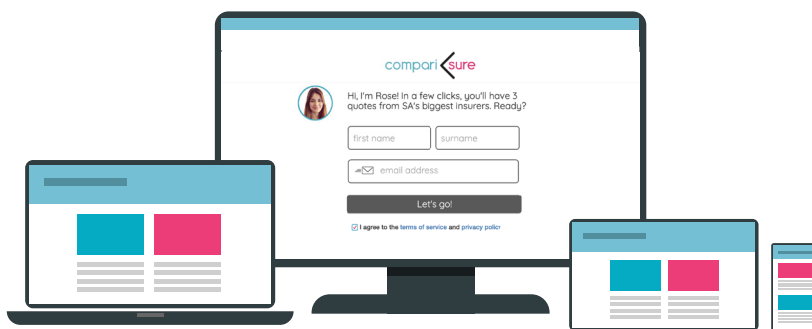 compari sure
Hi, I'm Rose! In a few clicks, you'll have 3
quotes from SA's biggest insurers. Ready?
first name surname
email address
Let's go!
I agree to the terms of service and privacy policy